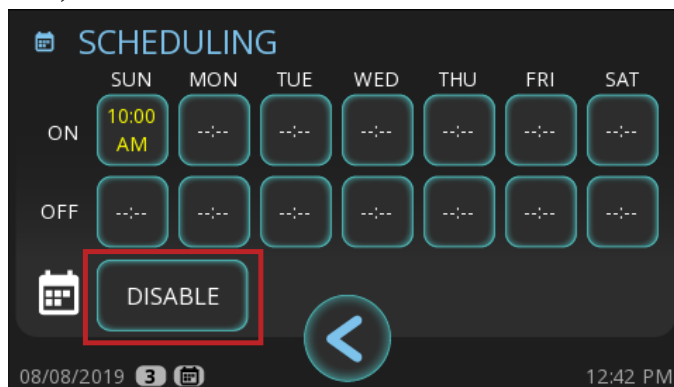 SCHEDULING
SUN MON TUE WED THU FRI SAT
ON 10:00 AM --:-- --:-- --:-- --:-- --:-- --:--
OFF --:-- --:-- --:-- --:-- --:-- --:-- --:--
DISABLE
08/08/2019 3 12:42 PM